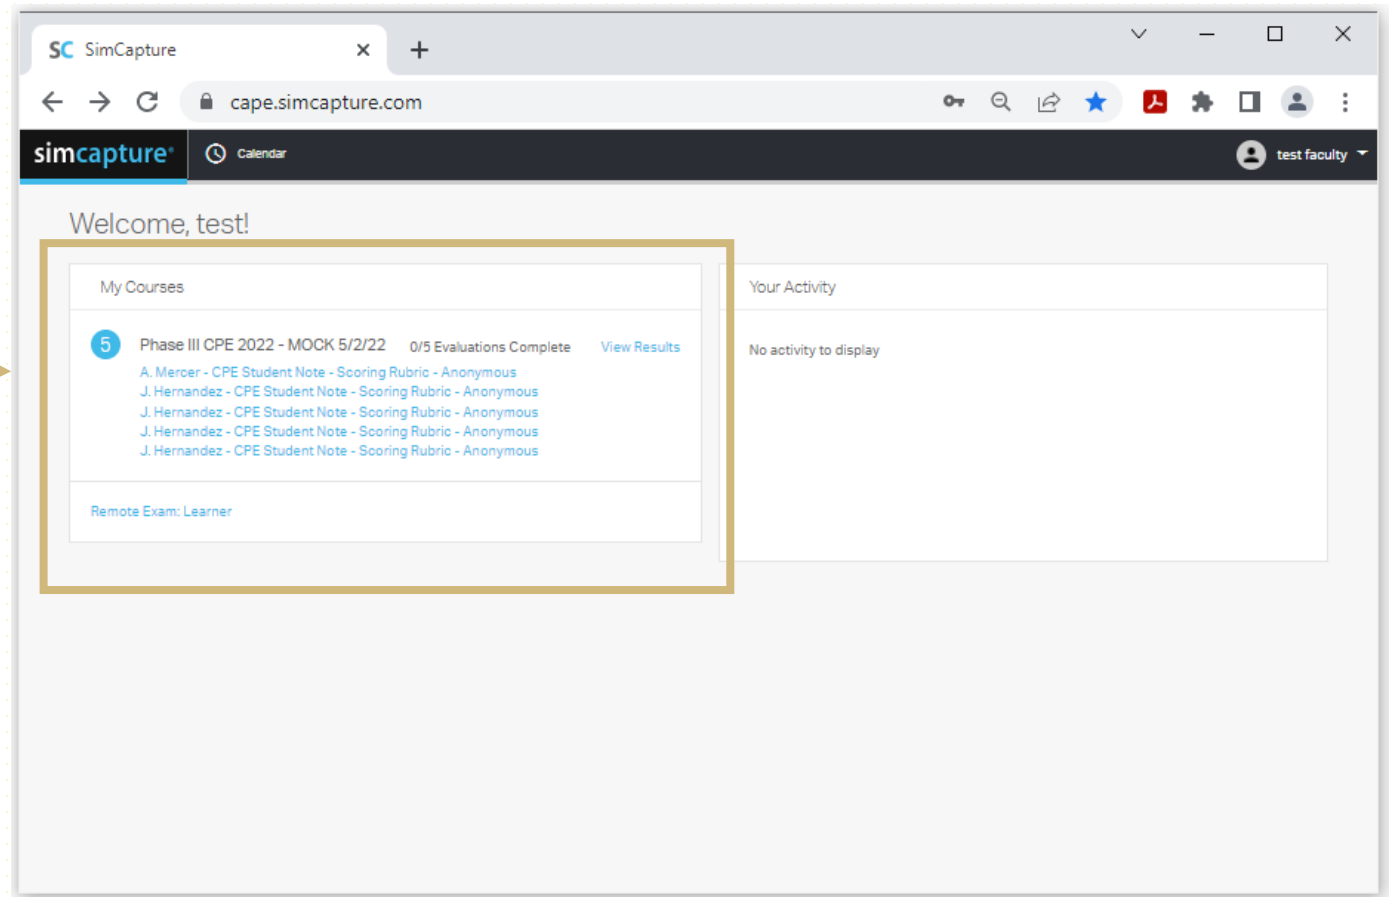 SC SimCapture
cape.simcapture.com
simcapture
Calendar
test faculty
Welcome, test!
My Courses
5 Phase III CPE 2022 - MOCK 5/2/22 0/5 Evaluations Complete View Results
A. Mercer - CPE Student Note - Scoring Rubric - Anonymous
J. Hernandez - CPE Student Note - Scoring Rubric - Anonymous
J. Hernandez - CPE Student Note - Scoring Rubric - Anonymous
J. Hernandez - CPE Student Note - Scoring Rubric - Anonymous
J. Hernandez - CPE Student Note - Scoring Rubric - Anonymous
Remote Exam: Learner
Your Activity
No activity to display